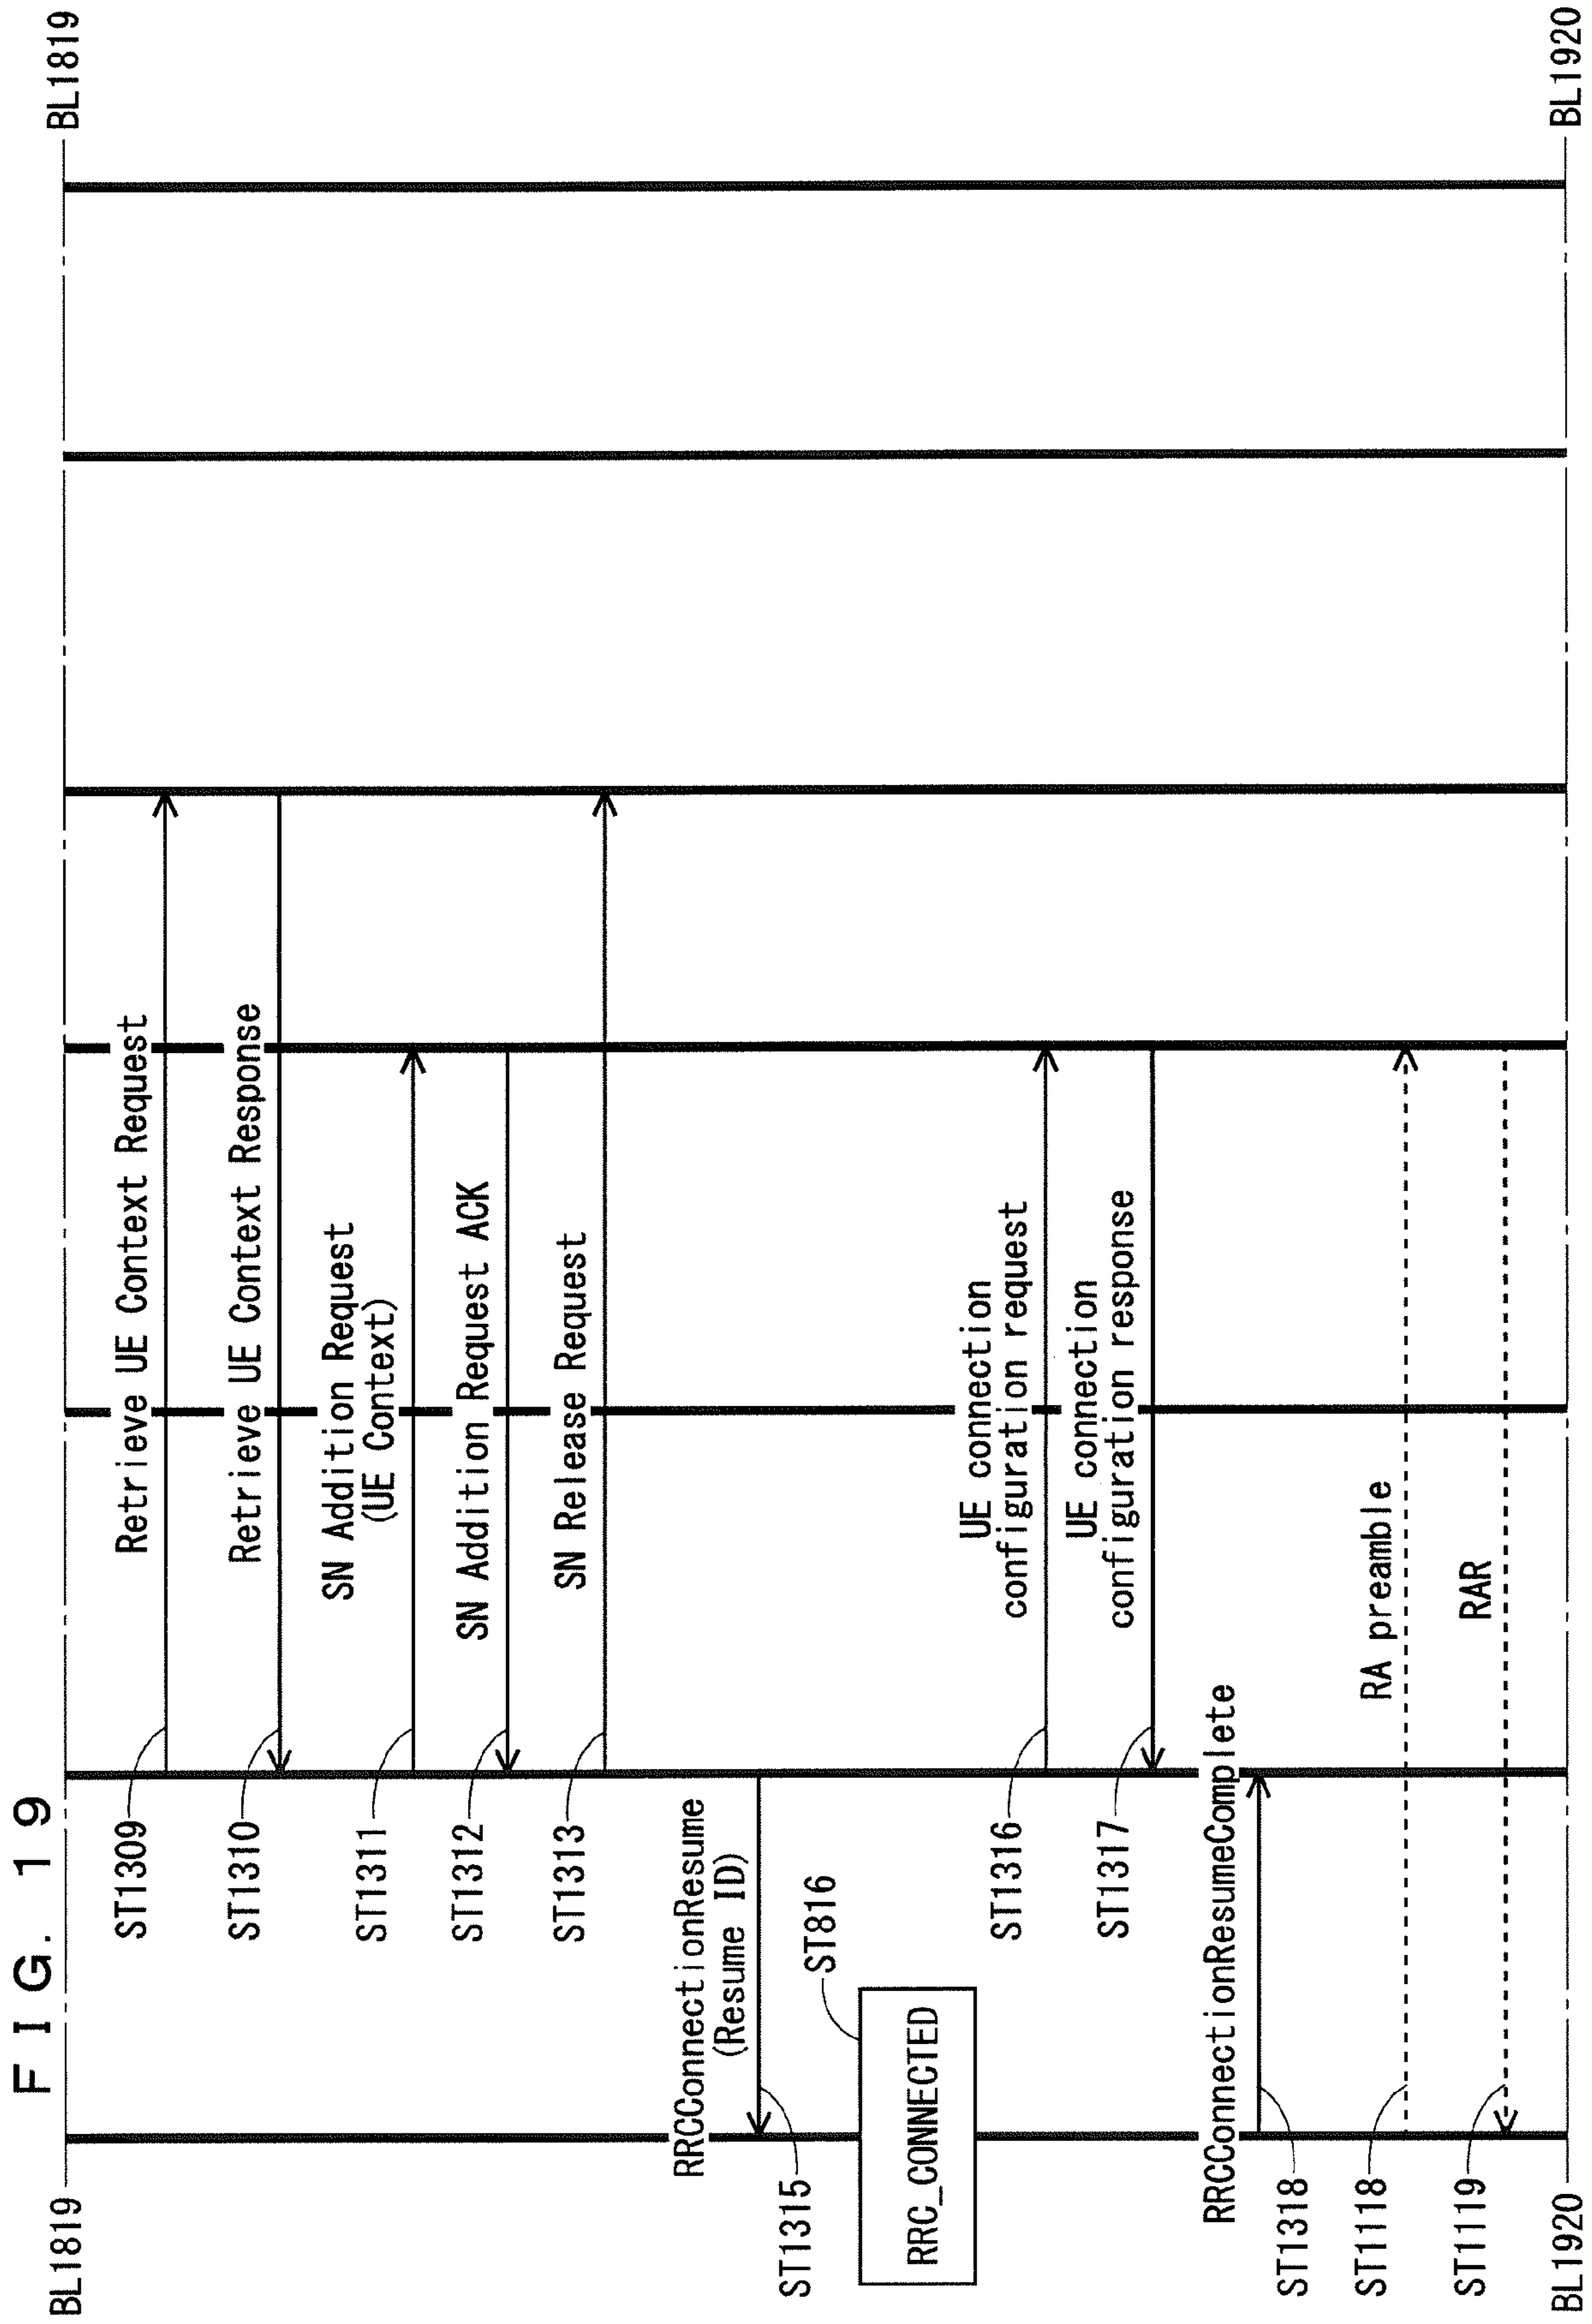 FIG. 19
BL1819
BL1819
ST1309
Retrieve UE Context Request
ST1310
Retrieve UE Context Response
ST1311
SN Addition Request
(UE Context)
ST1312
SN Addition Request ACK
ST1313
SN Release Request
RRCConnectionResume
(Resume ID)
ST1315
ST816
RRC_CONNECTED
ST1316
UE connection
configuration request
ST1317
UE connection
configuration response
RRCConnectionResumeComplete
ST1318
ST1118
RA preamble
ST1119
RAR
BL1920
BL1920